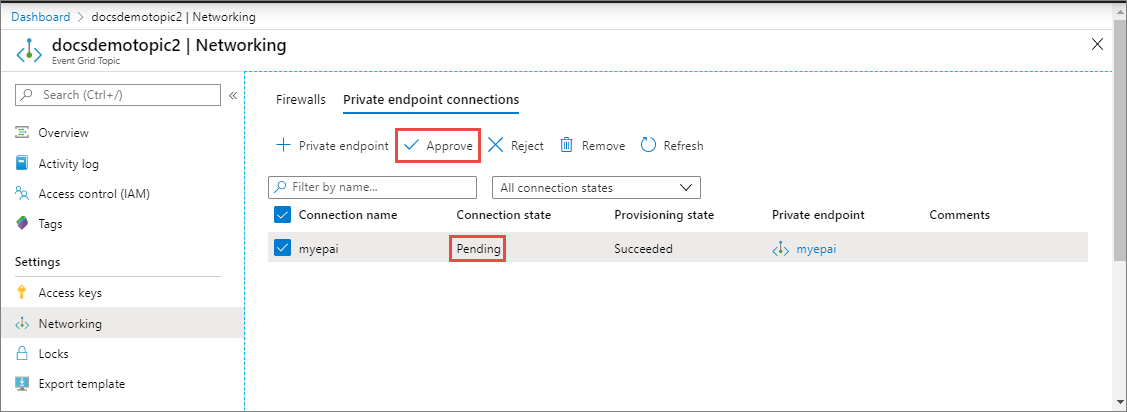 Dashboard > docsdemotopic2 | Networking
docsdemotopic2 | Networking
Event Grid Topic
Search (Ctrl+/)
«
Overview
Activity log
Access control (IAM)
Tags
Settings
Access keys
Networking
Locks
Export template
Firewalls Private endpoint connections
+ Private endpoint Approve Reject Remove Refresh
Filter by name... All connection states
Connection name Connection state Provisioning state Private endpoint Comments
myepai Pending Succeeded myepai